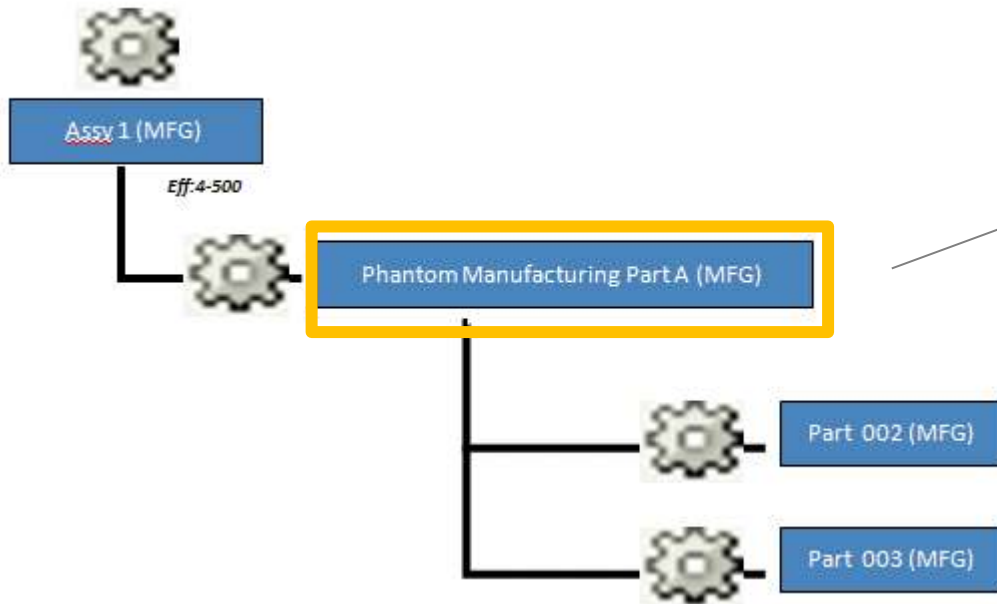 Assy 1 (MFG)
Eff:4-500
Phantom Manufacturing Part A (MFG)
Part 002 (MFG)
Part 003 (MFG)